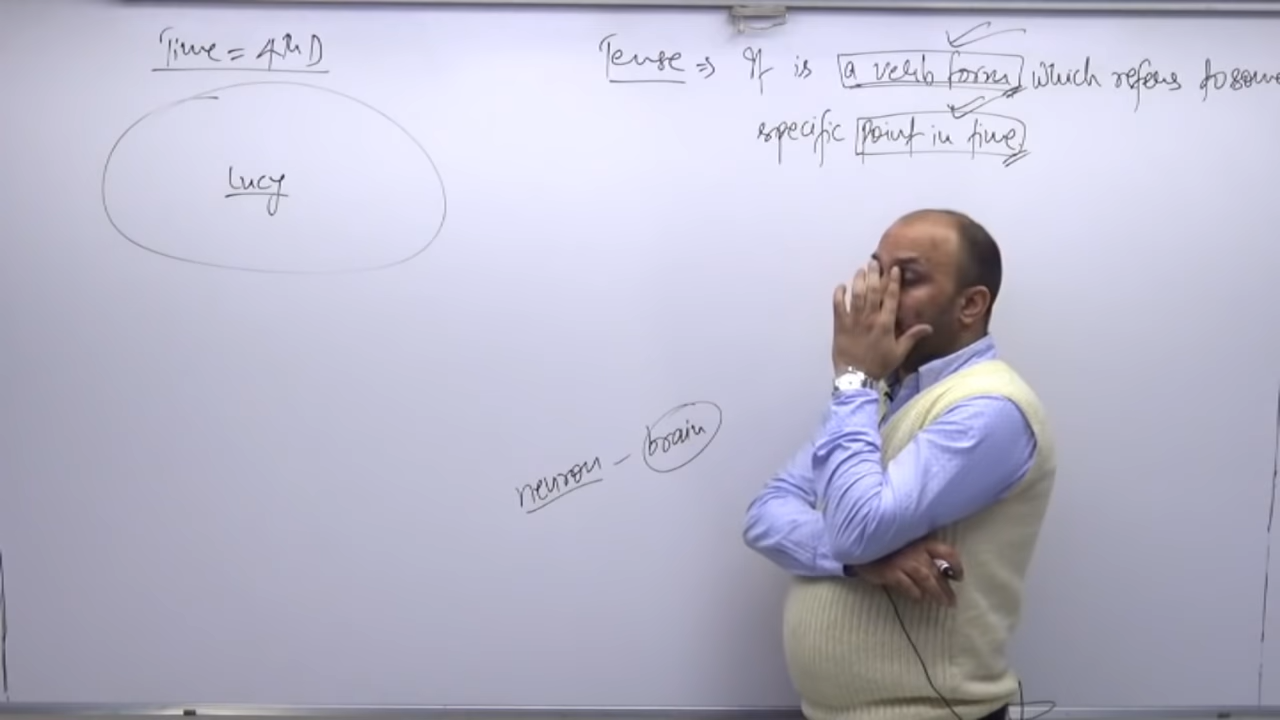 Time = 4th D
Lucy
Tense ⇒ It is a verb form which refers to some
specific point in time
neuron - brain